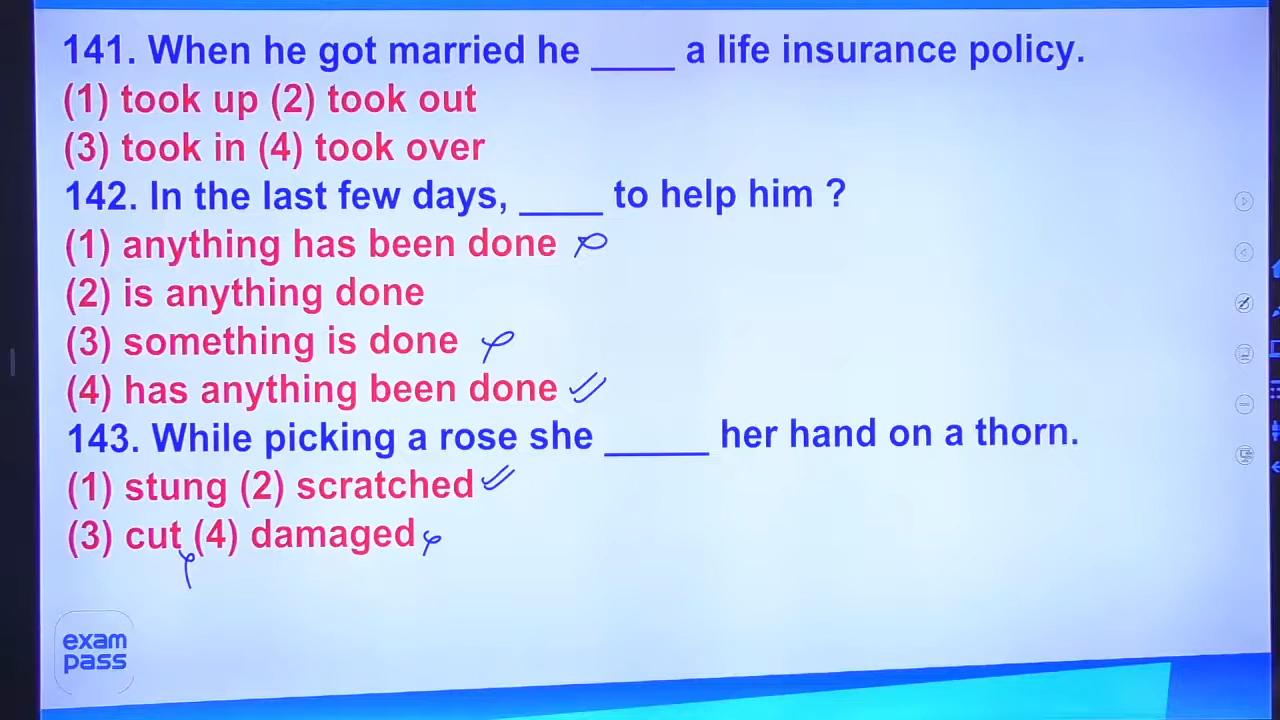 141. When he got married he ____ a life insurance policy.
(1) took up (2) took out
(3) took in (4) took over
142. In the last few days, ____ to help him ?
(1) anything has been done
(2) is anything done
(3) something is done
(4) has anything been done
143. While picking a rose she _____ her hand on a thorn.
(1) stung (2) scratched
(3) cut (4) damaged
exam
pass